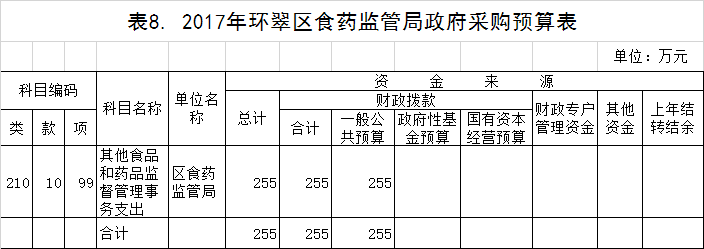 表8. 2017年环翠区食药监管局政府采购预算表
单位：万元
科目编码 科目名称 单位名称 资 金 来 源
类 款 项 总计 财政拨款 财政专户管理资金 其他资金 上年结转结余
合计 一般公共预算 政府性基金预算 国有资本经营预算
210 10 99 其他食品和药品监督管理事务支出 区食药监管局 255 255 255
合计 255 255 255